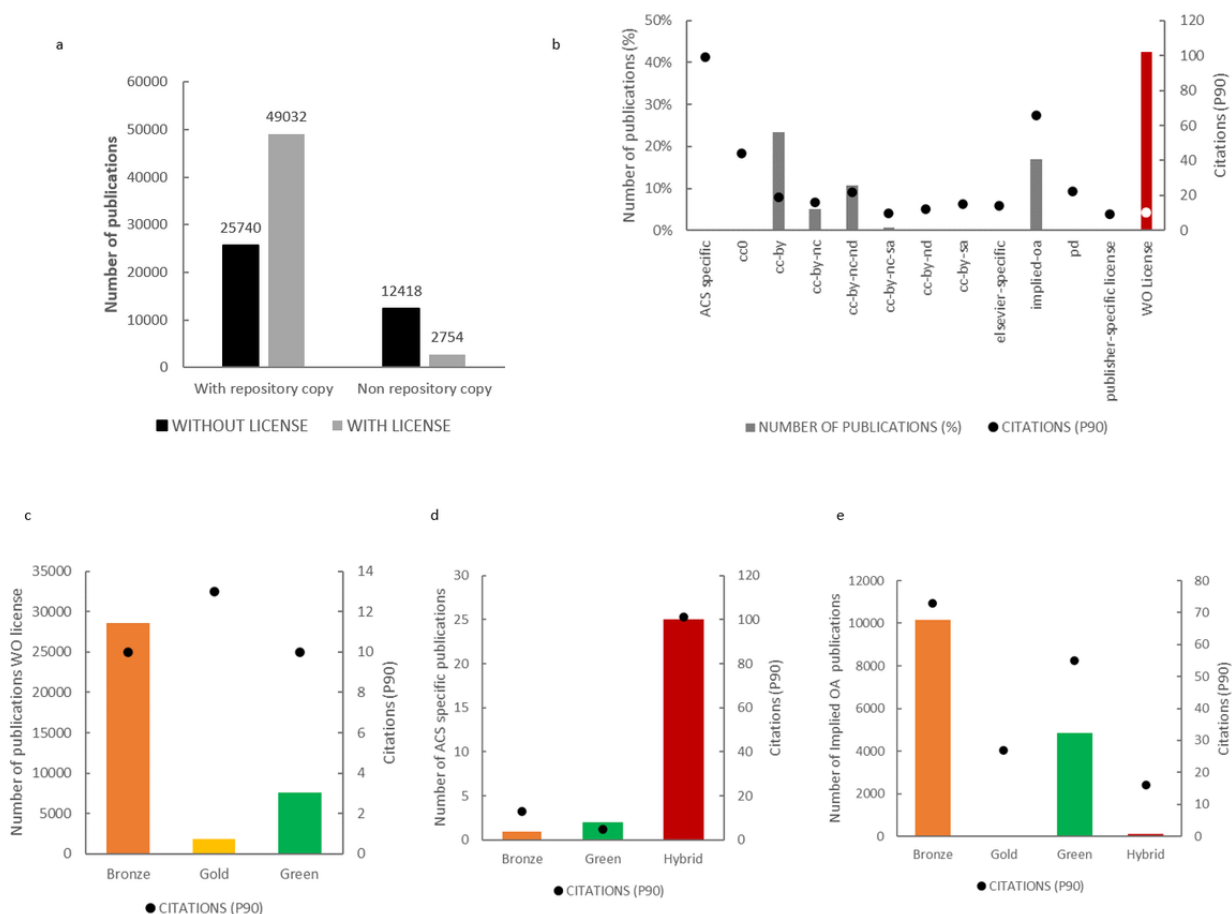 a
Number of publications
60000
50000
40000
30000
20000
10000
0
25740
49032
12418
2754
With repository copy
Non repository copy
WITHOUT LICENSE
WITH LICENSE
b
Number of publications (%)
50%
40%
30%
20%
10%
0%
120
100
80
60
40
20
0
Citations (P90)
ACS specific
cc0
cc-by
cc-by-nc
cc-by-nc-nd
cc-by-nc-sa
cc-by-nd
cc-by-sa
elsevier-specific
implied-oa
pd
publisher-specific license
WO License
NUMBER OF PUBLICATIONS (%)
CITATIONS (P90)
c
Number of publications WO license
35000
30000
25000
20000
15000
10000
5000
0
14
12
10
8
6
4
2
0
Citations (P90)
Bronze
Gold
Green
CITATIONS (P90)
d
Number of ACS specific publications
30
25
20
15
10
5
0
120
100
80
60
40
20
0
Citations (P90)
Bronze
Green
Hybrid
CITATIONS (P90)
e
Number of Implied OA publications
12000
10000
8000
6000
4000
2000
0
80
70
60
50
40
30
20
10
0
Citations (P90)
Bronze
Gold
Green
Hybrid
CITATIONS (P90)